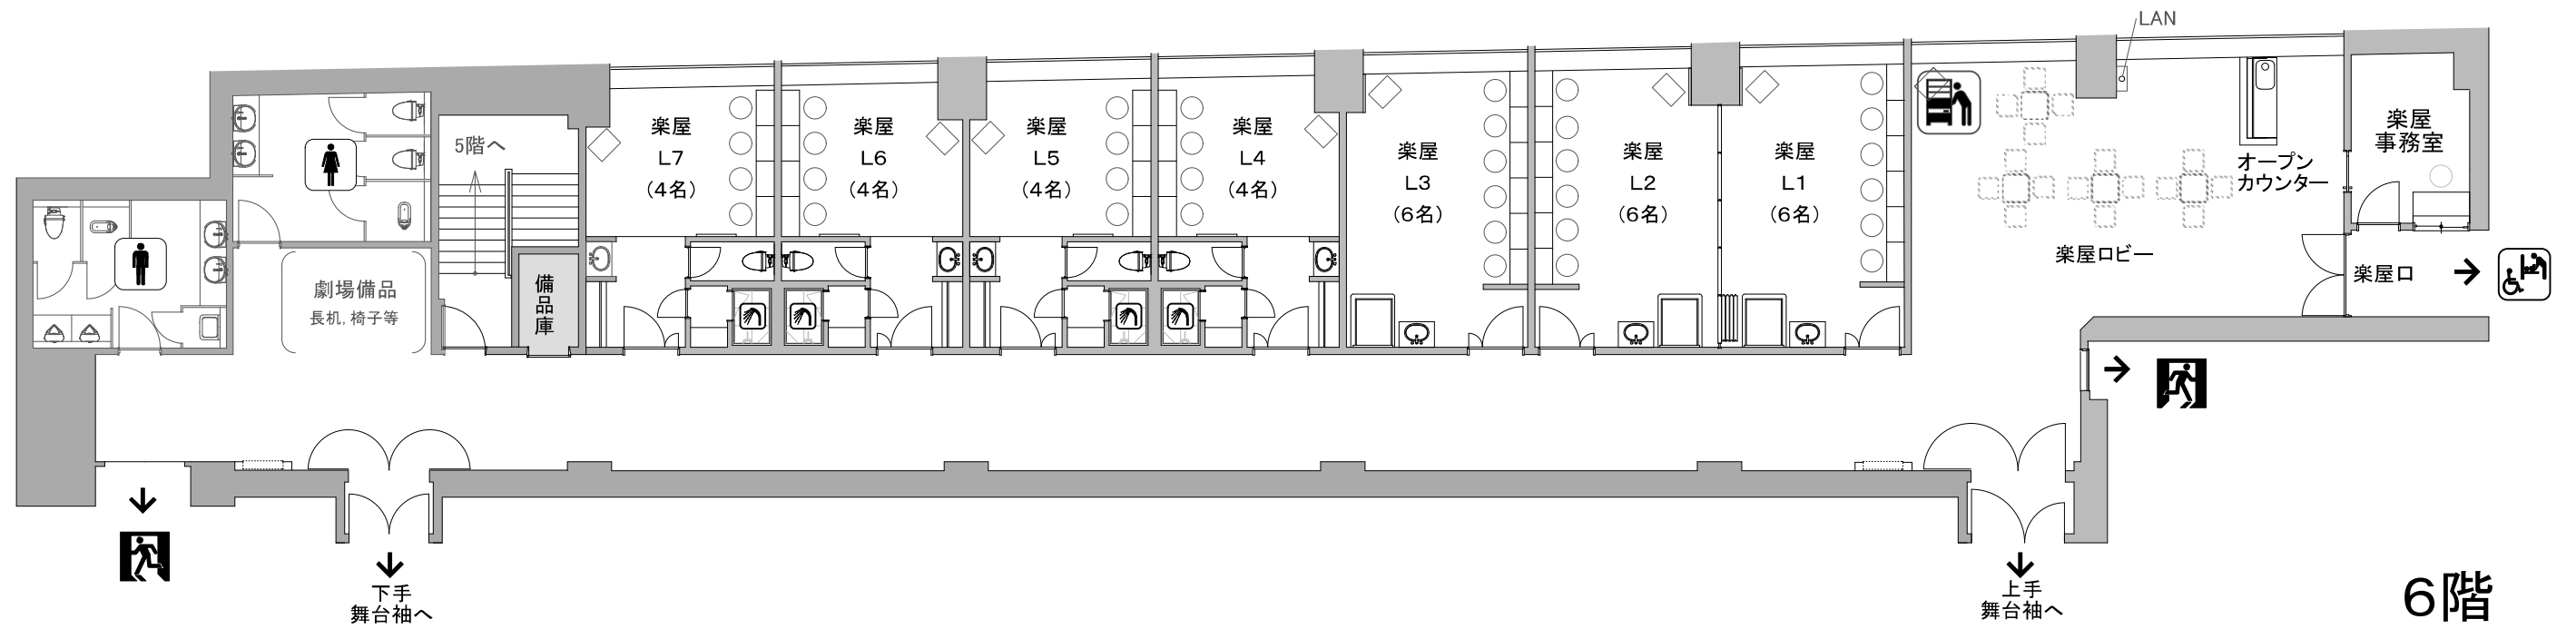 LAN
5階へ
楽屋
L7
(4名)
楽屋
L6
(4名)
楽屋
L5
(4名)
楽屋
L4
(4名)
楽屋
L3
(6名)
楽屋
L2
(6名)
楽屋
L1
(6名)
楽屋
事務室
オープン
カウンター
楽屋ロビー
楽屋口
劇場備品
長机,椅子等
備品庫
下手
舞台袖へ
上手
舞台袖へ
6階